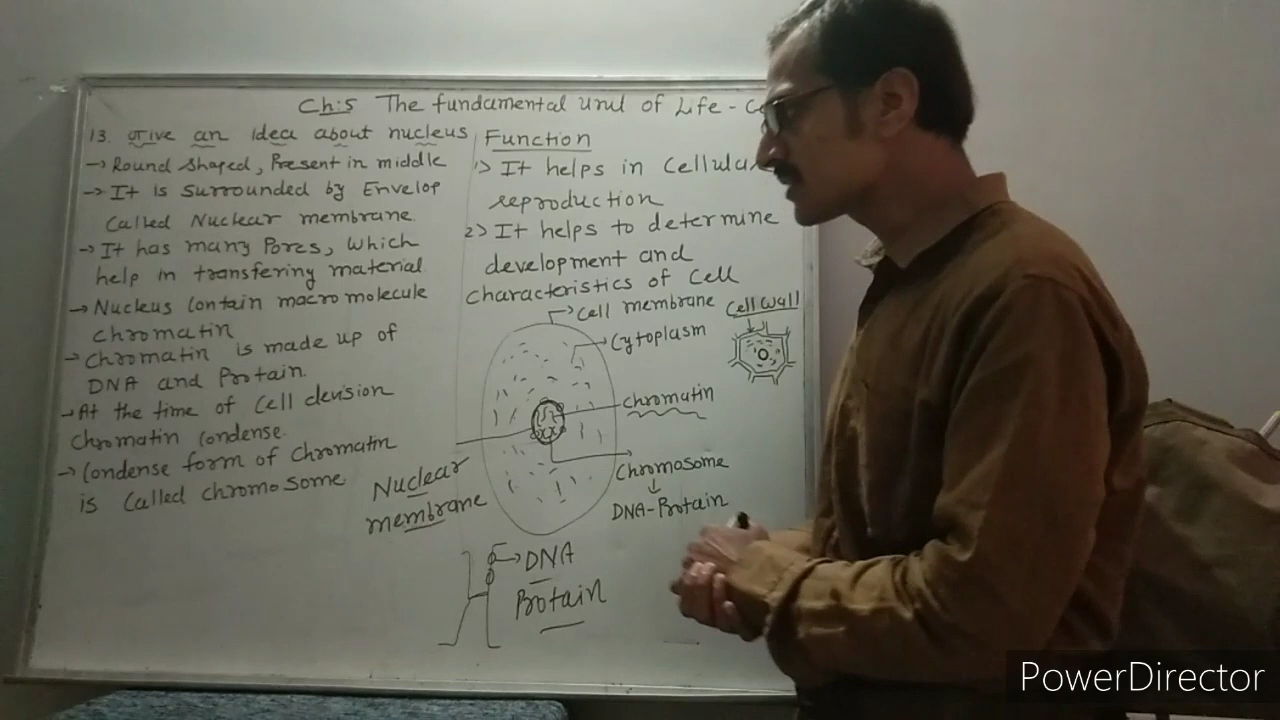 Ch:5 The fundamental unit of Life -
13. Give an idea about nucleus
→ Round shaped, Present in middle
→ It is surrounded by Envelop
Called Nuclear membrane.
→ It has many Pores, which
help in transfering material.
→ Nucleus Contain macromolecule
Chromatin
→ Chromatin is made up of
DNA and Protain.
→ At the time of Cell devision
Chromatin Condense.
→ Condense form of Chromatin
is Called chromosome.
Function
1> It helps in Cellular
reproduction
2> It helps to determine
development and
Characteristics of Cell
Cell membrane
Cell wall
Cytoplasm
Chromatin
Chromosome
DNA-Protain
Nuclear
membrane
DNA
Protain
PowerDirector